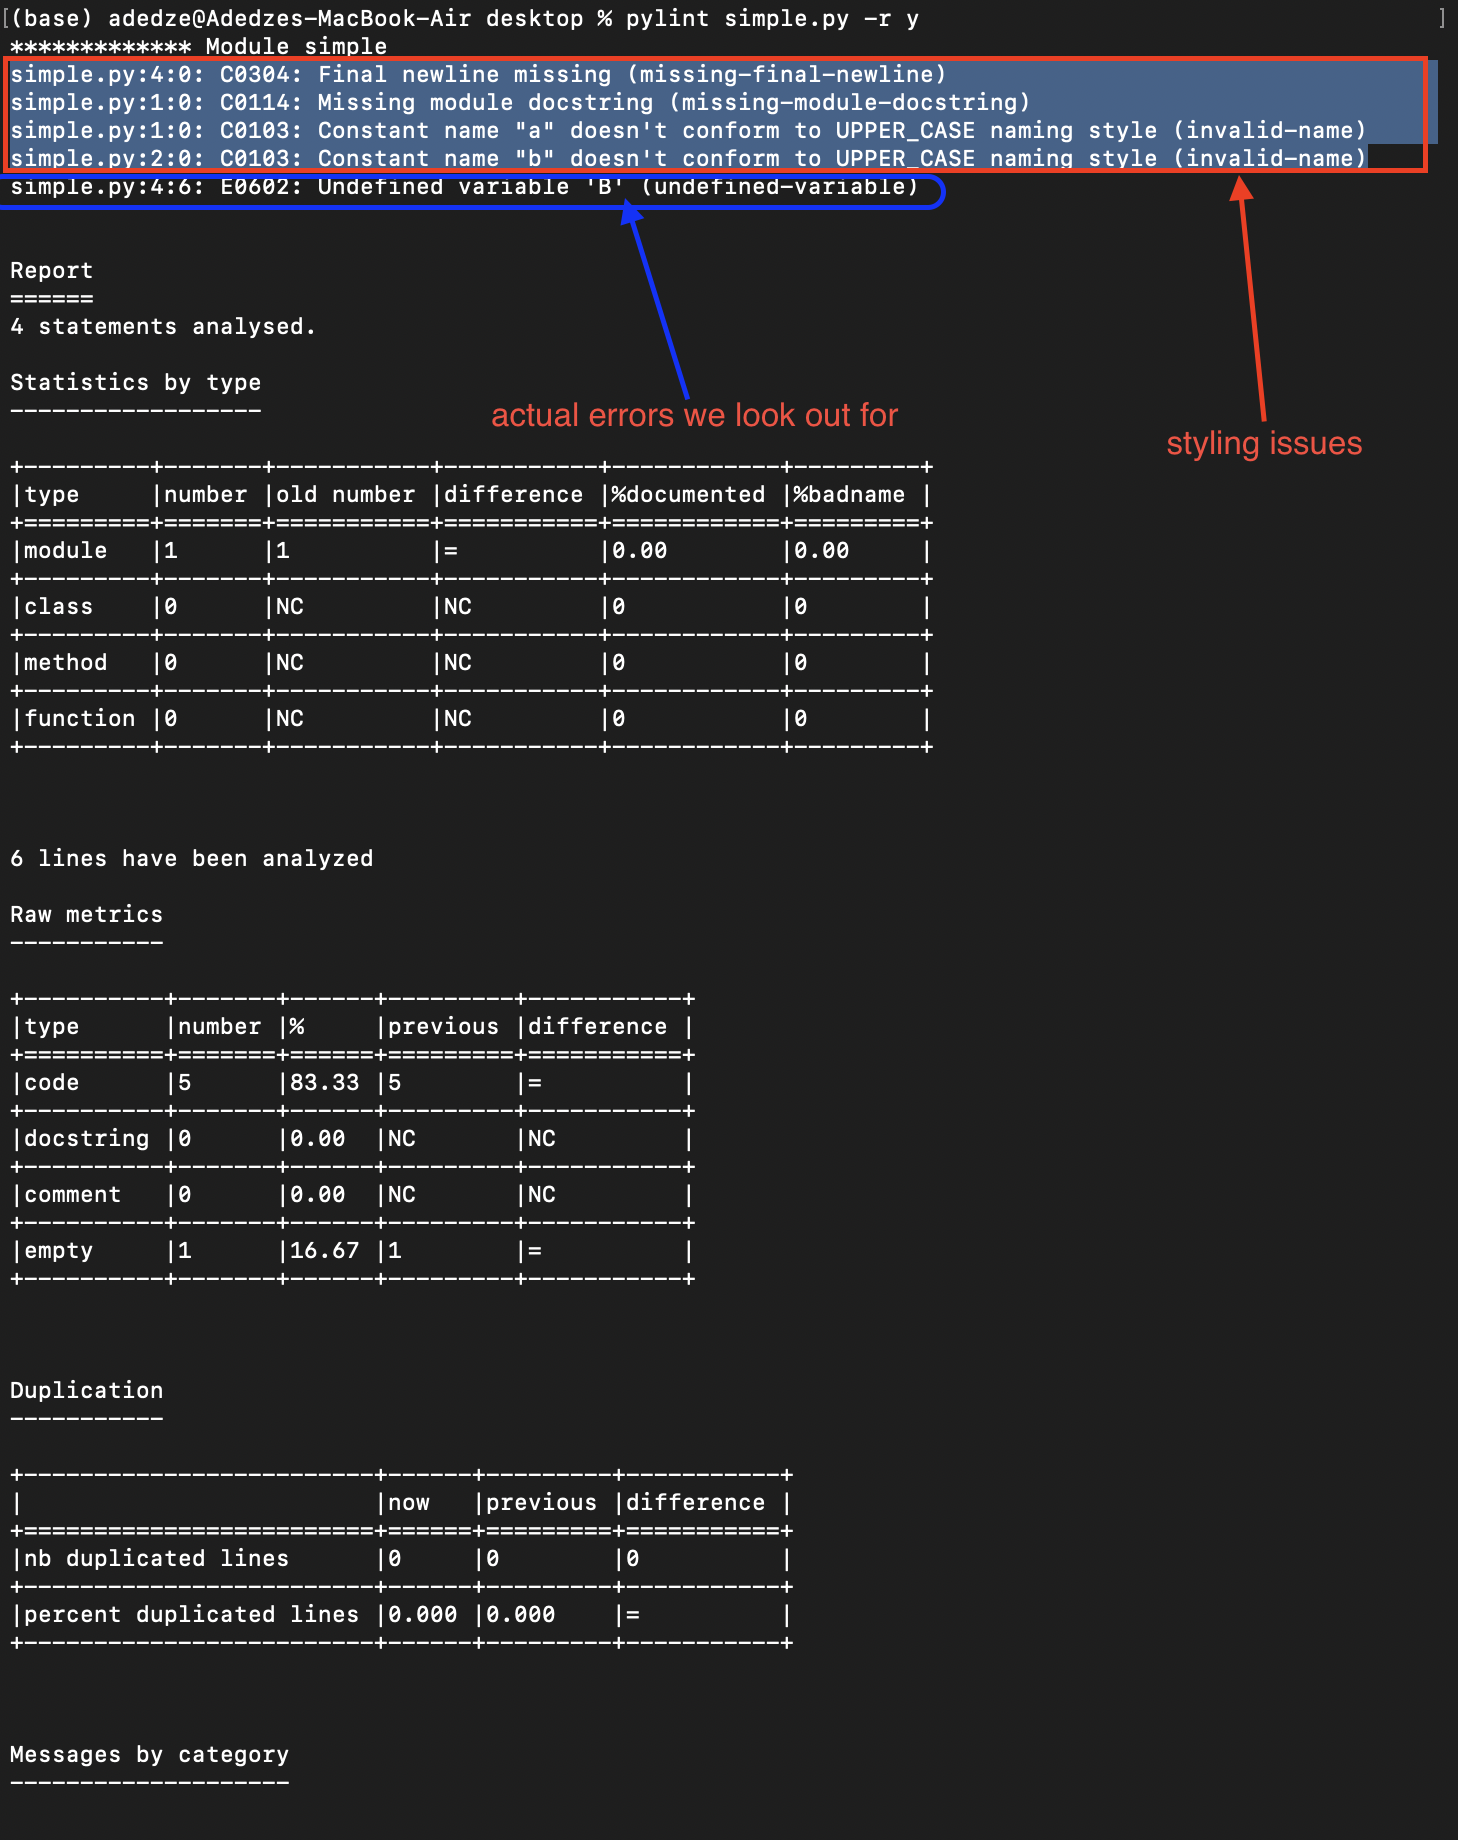 [(base) adedze@Adedzes-MacBook-Air desktop % pylint simple.py -r y ]
************* Module simple
simple.py:4:0: C0304: Final newline missing (missing-final-newline)
simple.py:1:0: C0114: Missing module docstring (missing-module-docstring)
simple.py:1:0: C0103: Constant name "a" doesn't conform to UPPER_CASE naming style (invalid-name)
simple.py:2:0: C0103: Constant name "b" doesn't conform to UPPER_CASE naming style (invalid-name)
simple.py:4:6: E0602: Undefined variable 'B' (undefined-variable)
Report
======
4 statements analysed.
Statistics by type
------------------
actual errors we look out for
styling issues
+---------+-------+-----------+-----------+------------+---------+
|type     |number |old number |difference |%documented |%badname |
+=========+=======+===========+===========+============+=========+
|module   |1      |1          |=          |0.00        |0.00     |
+---------+-------+-----------+-----------+------------+---------+
|class    |0      |NC         |NC         |0           |0        |
+---------+-------+-----------+-----------+------------+---------+
|method   |0      |NC         |NC         |0           |0        |
+---------+-------+-----------+-----------+------------+---------+
|function |0      |NC         |NC         |0           |0        |
+---------+-------+-----------+-----------+------------+---------+
6 lines have been analyzed
Raw metrics
-----------
+----------+-------+------+---------+-----------+
|type      |number |%     |previous |difference |
+==========+=======+======+=========+===========+
|code      |5      |83.33 |5        |=          |
+----------+-------+------+---------+-----------+
|docstring |0      |0.00  |NC       |NC         |
+----------+-------+------+---------+-----------+
|comment   |0      |0.00  |NC       |NC         |
+----------+-------+------+---------+-----------+
|empty     |1      |16.67 |1        |=          |
+----------+-------+------+---------+-----------+
Duplication
-----------
+-------------------------+------+---------+-----------+
|                         |now   |previous |difference |
+=========================+======+=========+===========+
|nb duplicated lines      |0     |0        |0          |
+-------------------------+------+---------+-----------+
|percent duplicated lines |0.000 |0.000    |=          |
+-------------------------+------+---------+-----------+
Messages by category
--------------------